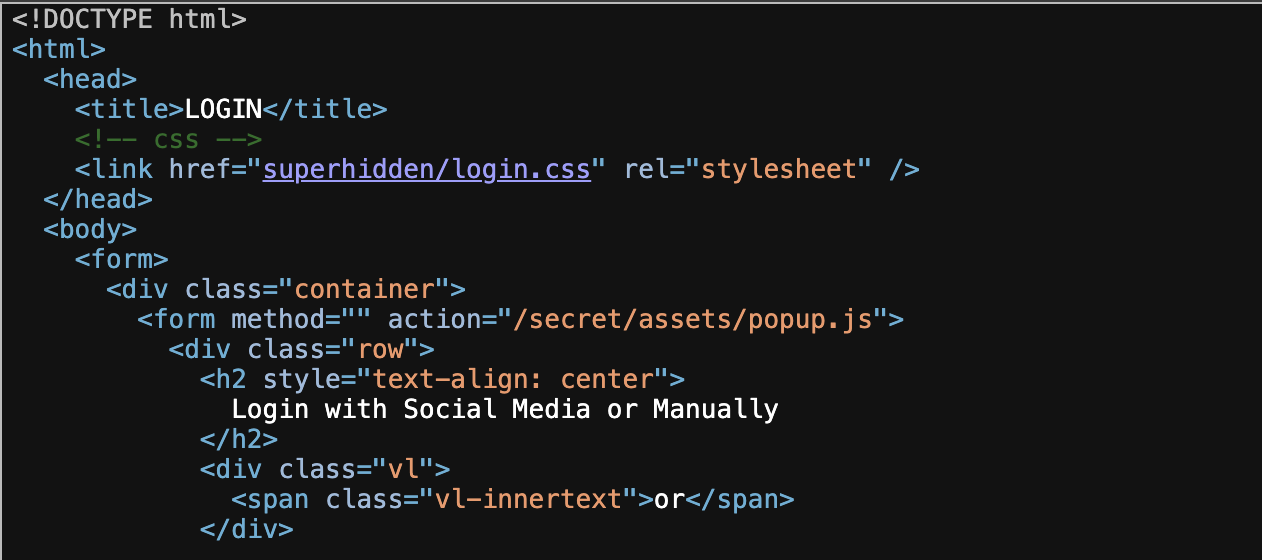 <!DOCTYPE html>
<html>
<head>
<title>LOGIN</title>
<!-- css -->
<link href="superhidden/login.css" rel="stylesheet" />
</head>
<body>
<form>
<div class="container">
<form method="" action="/secret/assets/popup.js">
<div class="row">
<h2 style="text-align: center">
Login with Social Media or Manually
</h2>
<div class="vl">
<span class="vl-innertext">or</span>
</div>